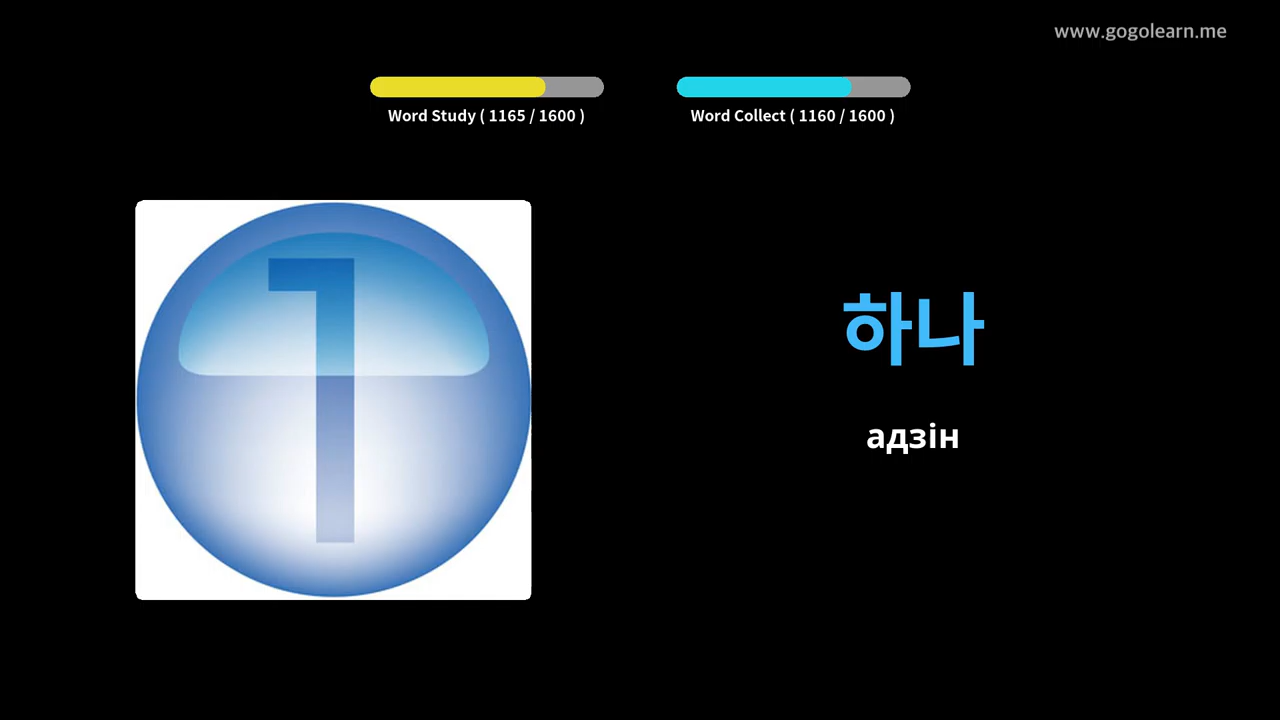 www.gogolearn.me
Word Study ( 1165 / 1600 )
Word Collect ( 1160 / 1600 )
1
하나
адзін